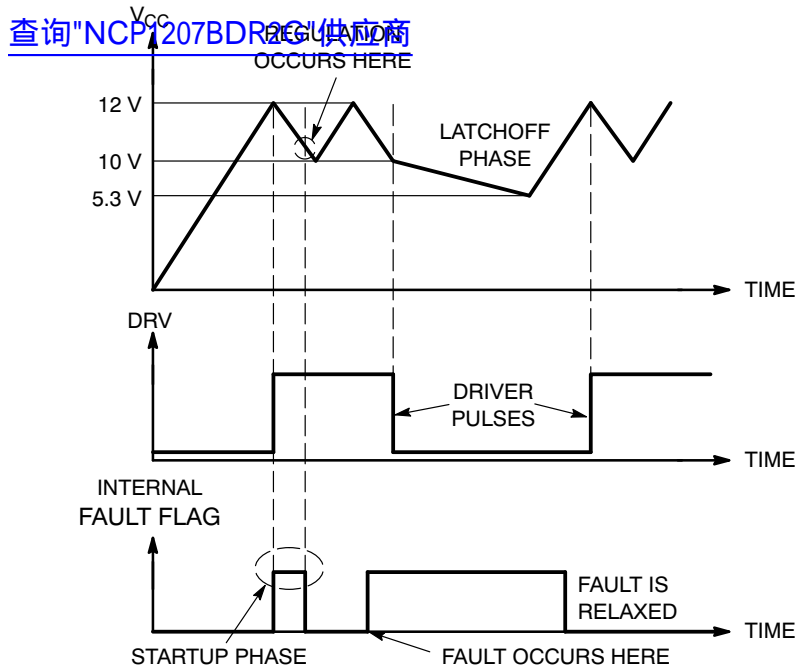 VCC
查询"NCP1207BDR2G"供应商
REGULATION
OCCURS HERE
12 V
LATCHOFF
PHASE
10 V
5.3 V
TIME
DRV
DRIVER
PULSES
TIME
INTERNAL
FAULT FLAG
FAULT IS
RELAXED
TIME
STARTUP PHASE
FAULT OCCURS HERE